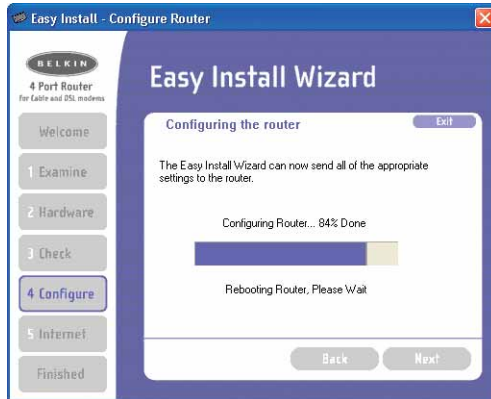 Easy Install - Configure Router
BELKIN
4 Port Router
For Cable and DSL modems
Easy Install Wizard
Welcome
1 Examine
2 Hardware
3 Check
4 Configure
5 Internet
Finished
Configuring the router
Exit
The Easy Install Wizard can now send all of the appropriate
settings to the router.
Configuring Router... 84% Done
Rebooting Router, Please Wait
Back
Next